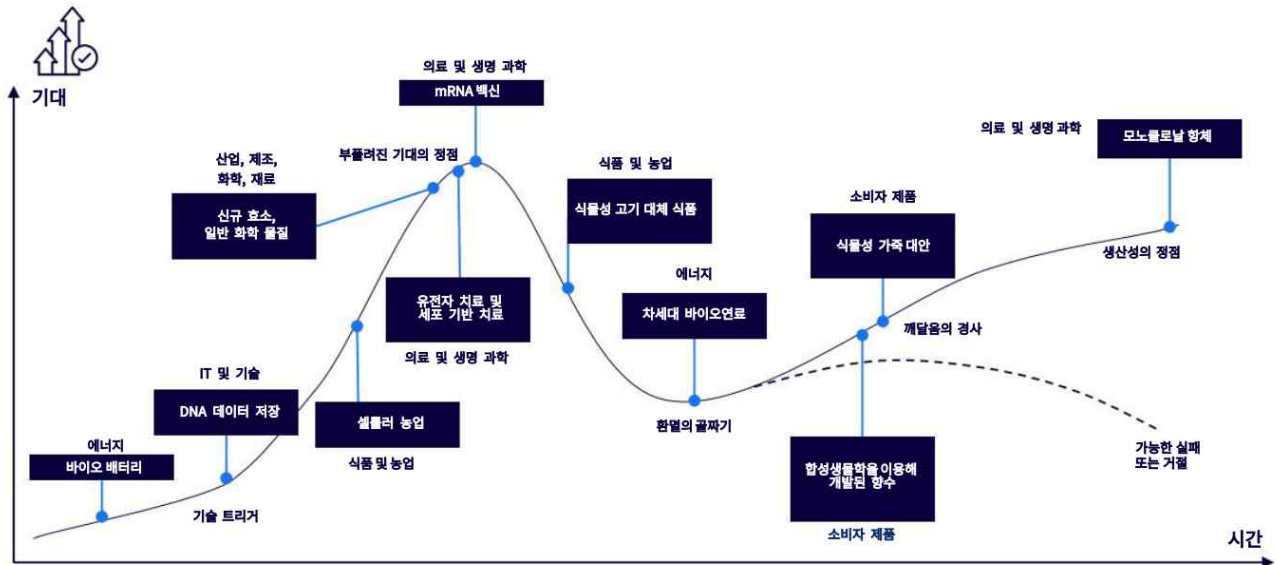 기대
의료 및 생명 과학
mRNA 백신
부풀려진 기대의 정점
산업, 제조,
화학, 재료
신규 효소,
일반 화학 물질
유전자 치료 및
세포 기반 치료
의료 및 생명 과학
IT 및 기술
DNA 데이터 저장
셀룰러 농업
식품 및 농업
에너지
바이오 배터리
기술 트리거
식품 및 농업
식물성 고기 대체 식품
에너지
차세대 바이오연료
환멸의 골짜기
소비자 제품
식물성 가죽 대안
깨달음의 경사
합성생물학을 이용해
개발된 향수
소비자 제품
의료 및 생명 과학
모노클로날 항체
생산성의 정점
가능한 실패
또는 거절
시간